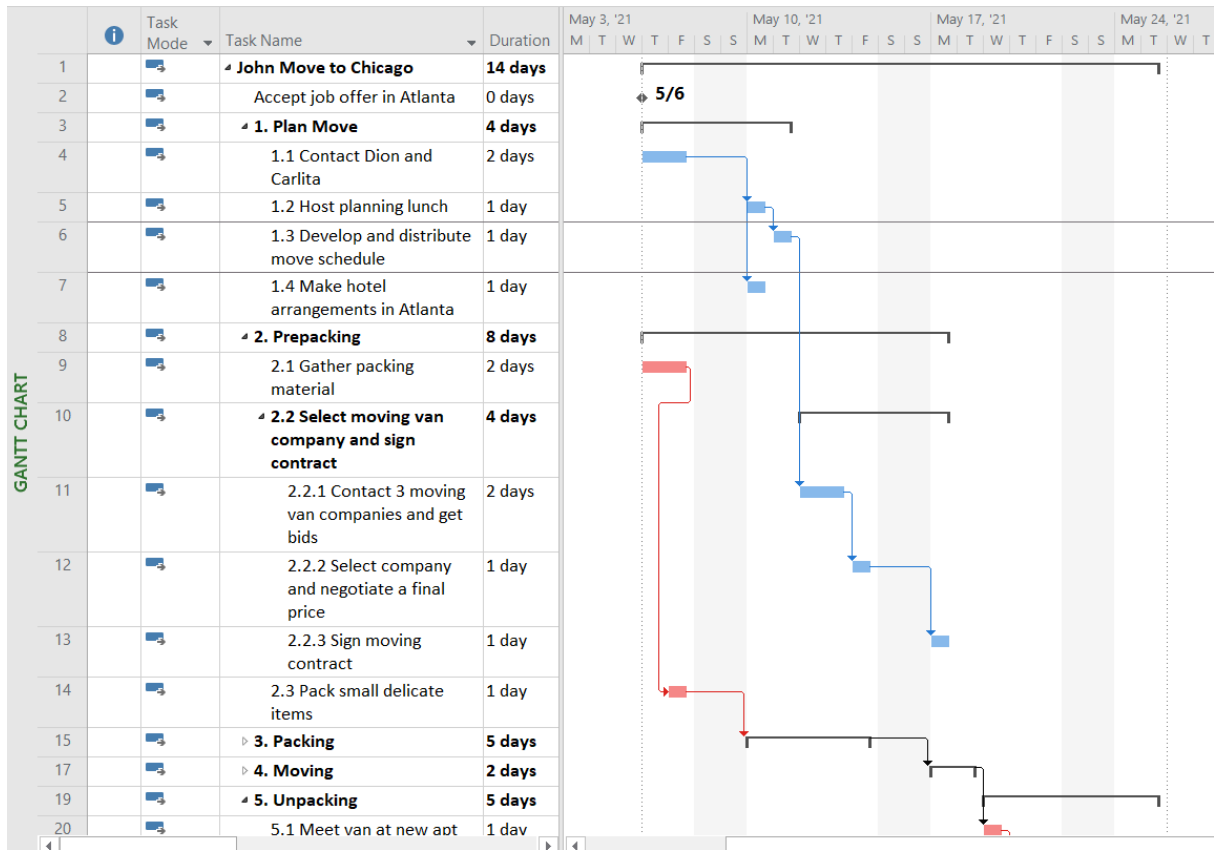 Task
Mode
Task Name
Duration
May 3, '21
May 10, '21
May 17, '21
May 24, '21
M T W T F S S M T W T F S S M T W T F S S M T W T
GANTT CHART
1 John Move to Chicago 14 days
2 Accept job offer in Atlanta 0 days
5/6
3 1. Plan Move 4 days
4 1.1 Contact Dion and 2 days
Carlita
5 1.2 Host planning lunch 1 day
6 1.3 Develop and distribute 1 day
move schedule
7 1.4 Make hotel 1 day
arrangements in Atlanta
8 2. Prepacking 8 days
9 2.1 Gather packing 2 days
material
10 2.2 Select moving van 4 days
company and sign
contract
11 2.2.1 Contact 3 moving 2 days
van companies and get
bids
12 2.2.2 Select company 1 day
and negotiate a final
price
13 2.2.3 Sign moving 1 day
contract
14 2.3 Pack small delicate 1 day
items
15 3. Packing 5 days
17 4. Moving 2 days
19 5. Unpacking 5 days
20 5.1 Meet van at new apt 1 day